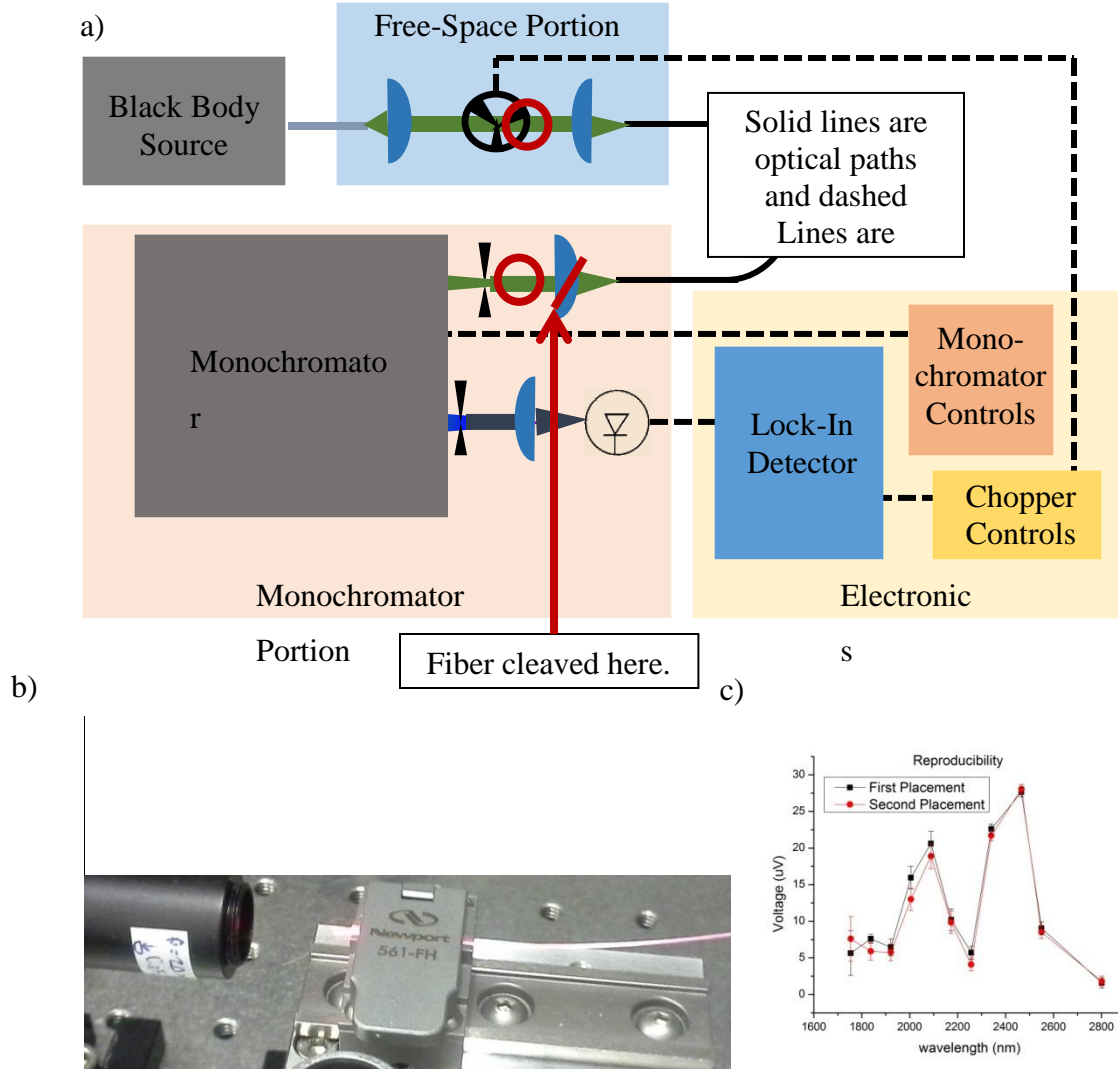 a)
Free-Space Portion
Black Body
Source
Solid lines are
optical paths
and dashed
Lines are
Monochromato
r
Mono-
chromator
Controls
Lock-In
Detector
Chopper
Controls
Monochromator
Portion
Electronic
s
Fiber cleaved here.
b)
Newport
561-FH
c)
Reproducibility
First Placement
Second Placement
30
25
20
15
10
5
0
Voltage (uV)
1600 1800 2000 2200 2400 2600 2800
wavelength (nm)